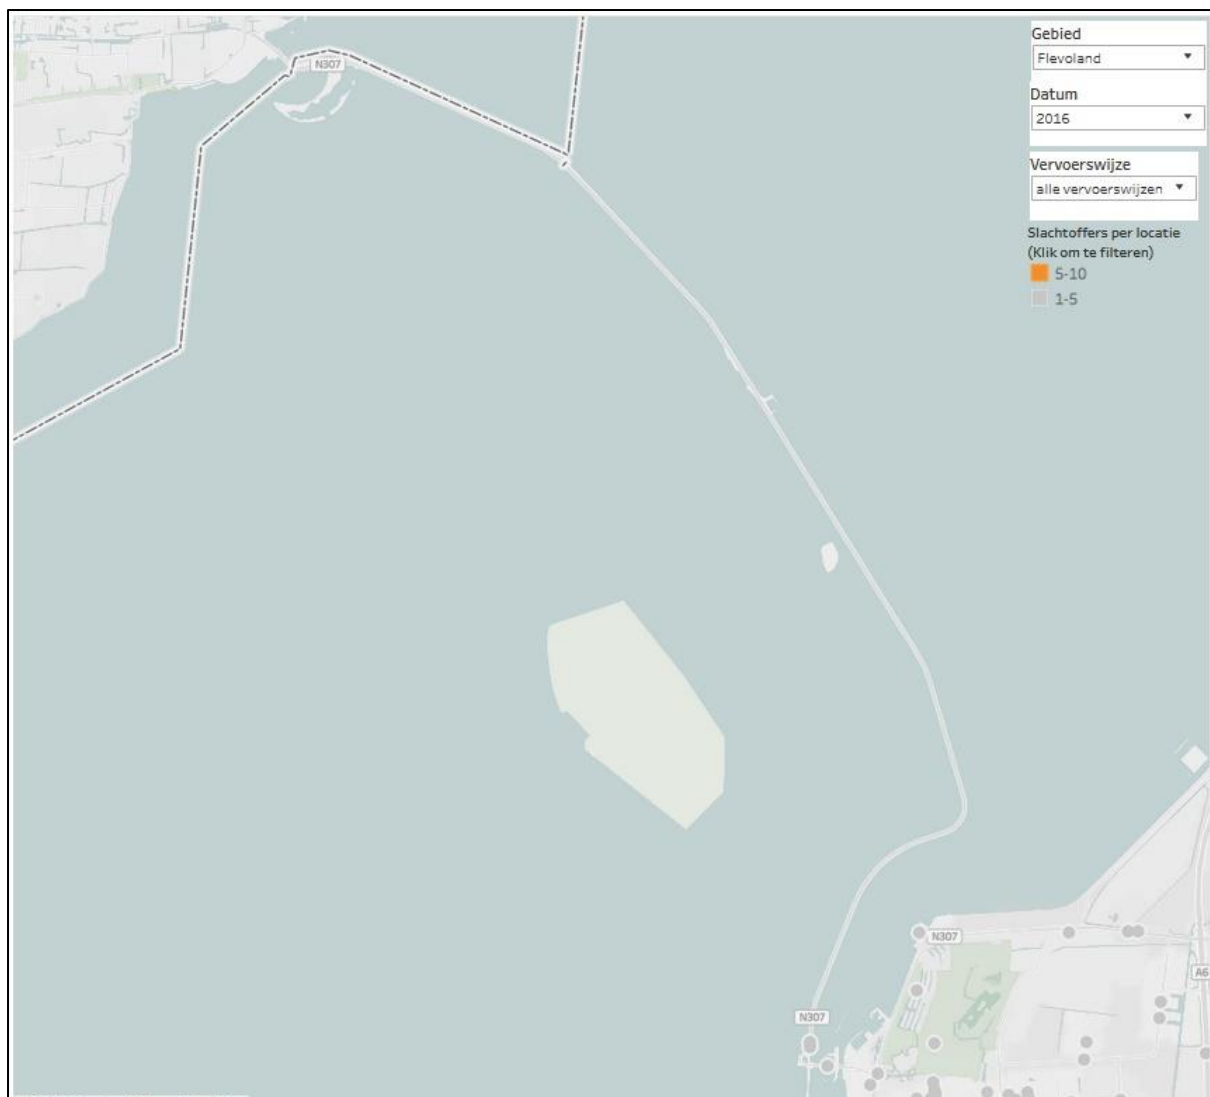 Gebied
Flevoland
Datum
2016
Vervoerswijze
alle vervoerswijzen
Slachtoffers per locatie
(Klik om te filteren)
5-10
1-5
N307
N307
A6
N307